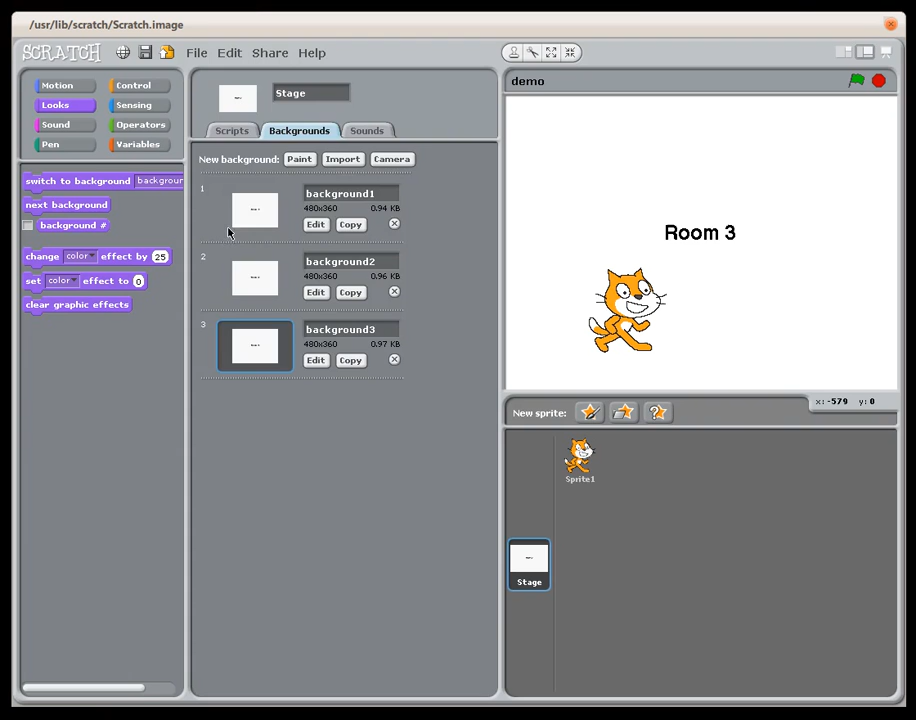 /usr/lib/scratch/Scratch.image
SCRATCH File Edit Share Help
Motion Control
Looks Sensing
Sound Operators
Pen Variables
switch to background backgrour
next background
background #
change color effect by 25
set color effect to 0
clear graphic effects
Stage
Scripts Backgrounds Sounds
New background: Paint Import Camera
1 background1
480x360 0.94 KB
Edit Copy
2 background2
480x360 0.96 KB
Edit Copy
3 background3
480x360 0.97 KB
Edit Copy
demo
Room 3
x: -579 y: 0
New sprite:
Sprite1
Stage